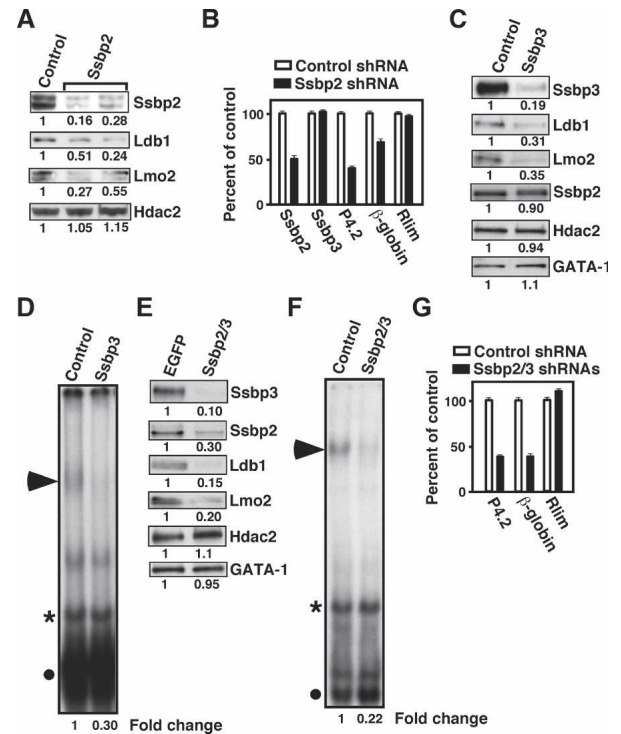 A
Control
Ssbp2
Ssbp2
1 0.16 0.28
Ldb1
1 0.51 0.24
Lmo2
1 0.27 0.55
Hdac2
1 1.05 1.15
B
Control shRNA
Ssbp2 shRNA
Percent of control
100
50
0
Ssbp2
Ssbp3
P4.2
β-globin
Rlim
C
Control
Ssbp3
Ssbp3
1 0.19
Ldb1
1 0.31
Lmo2
1 0.35
Ssbp2
1 0.90
Hdac2
1 0.94
GATA-1
1 1.1
D
Control
Ssbp3
*
1 0.30 Fold change
E
EGFP
Ssbp2/3
Ssbp3
1 0.10
Ssbp2
1 0.30
Ldb1
1 0.15
Lmo2
1 0.20
Hdac2
1 1.1
GATA-1
1 0.95
F
Control
Ssbp2/3
*
1 0.22 Fold change
G
Control shRNA
Ssbp2/3 shRNAs
Percent of control
100
50
0
P4.2
β-globin
Rlim